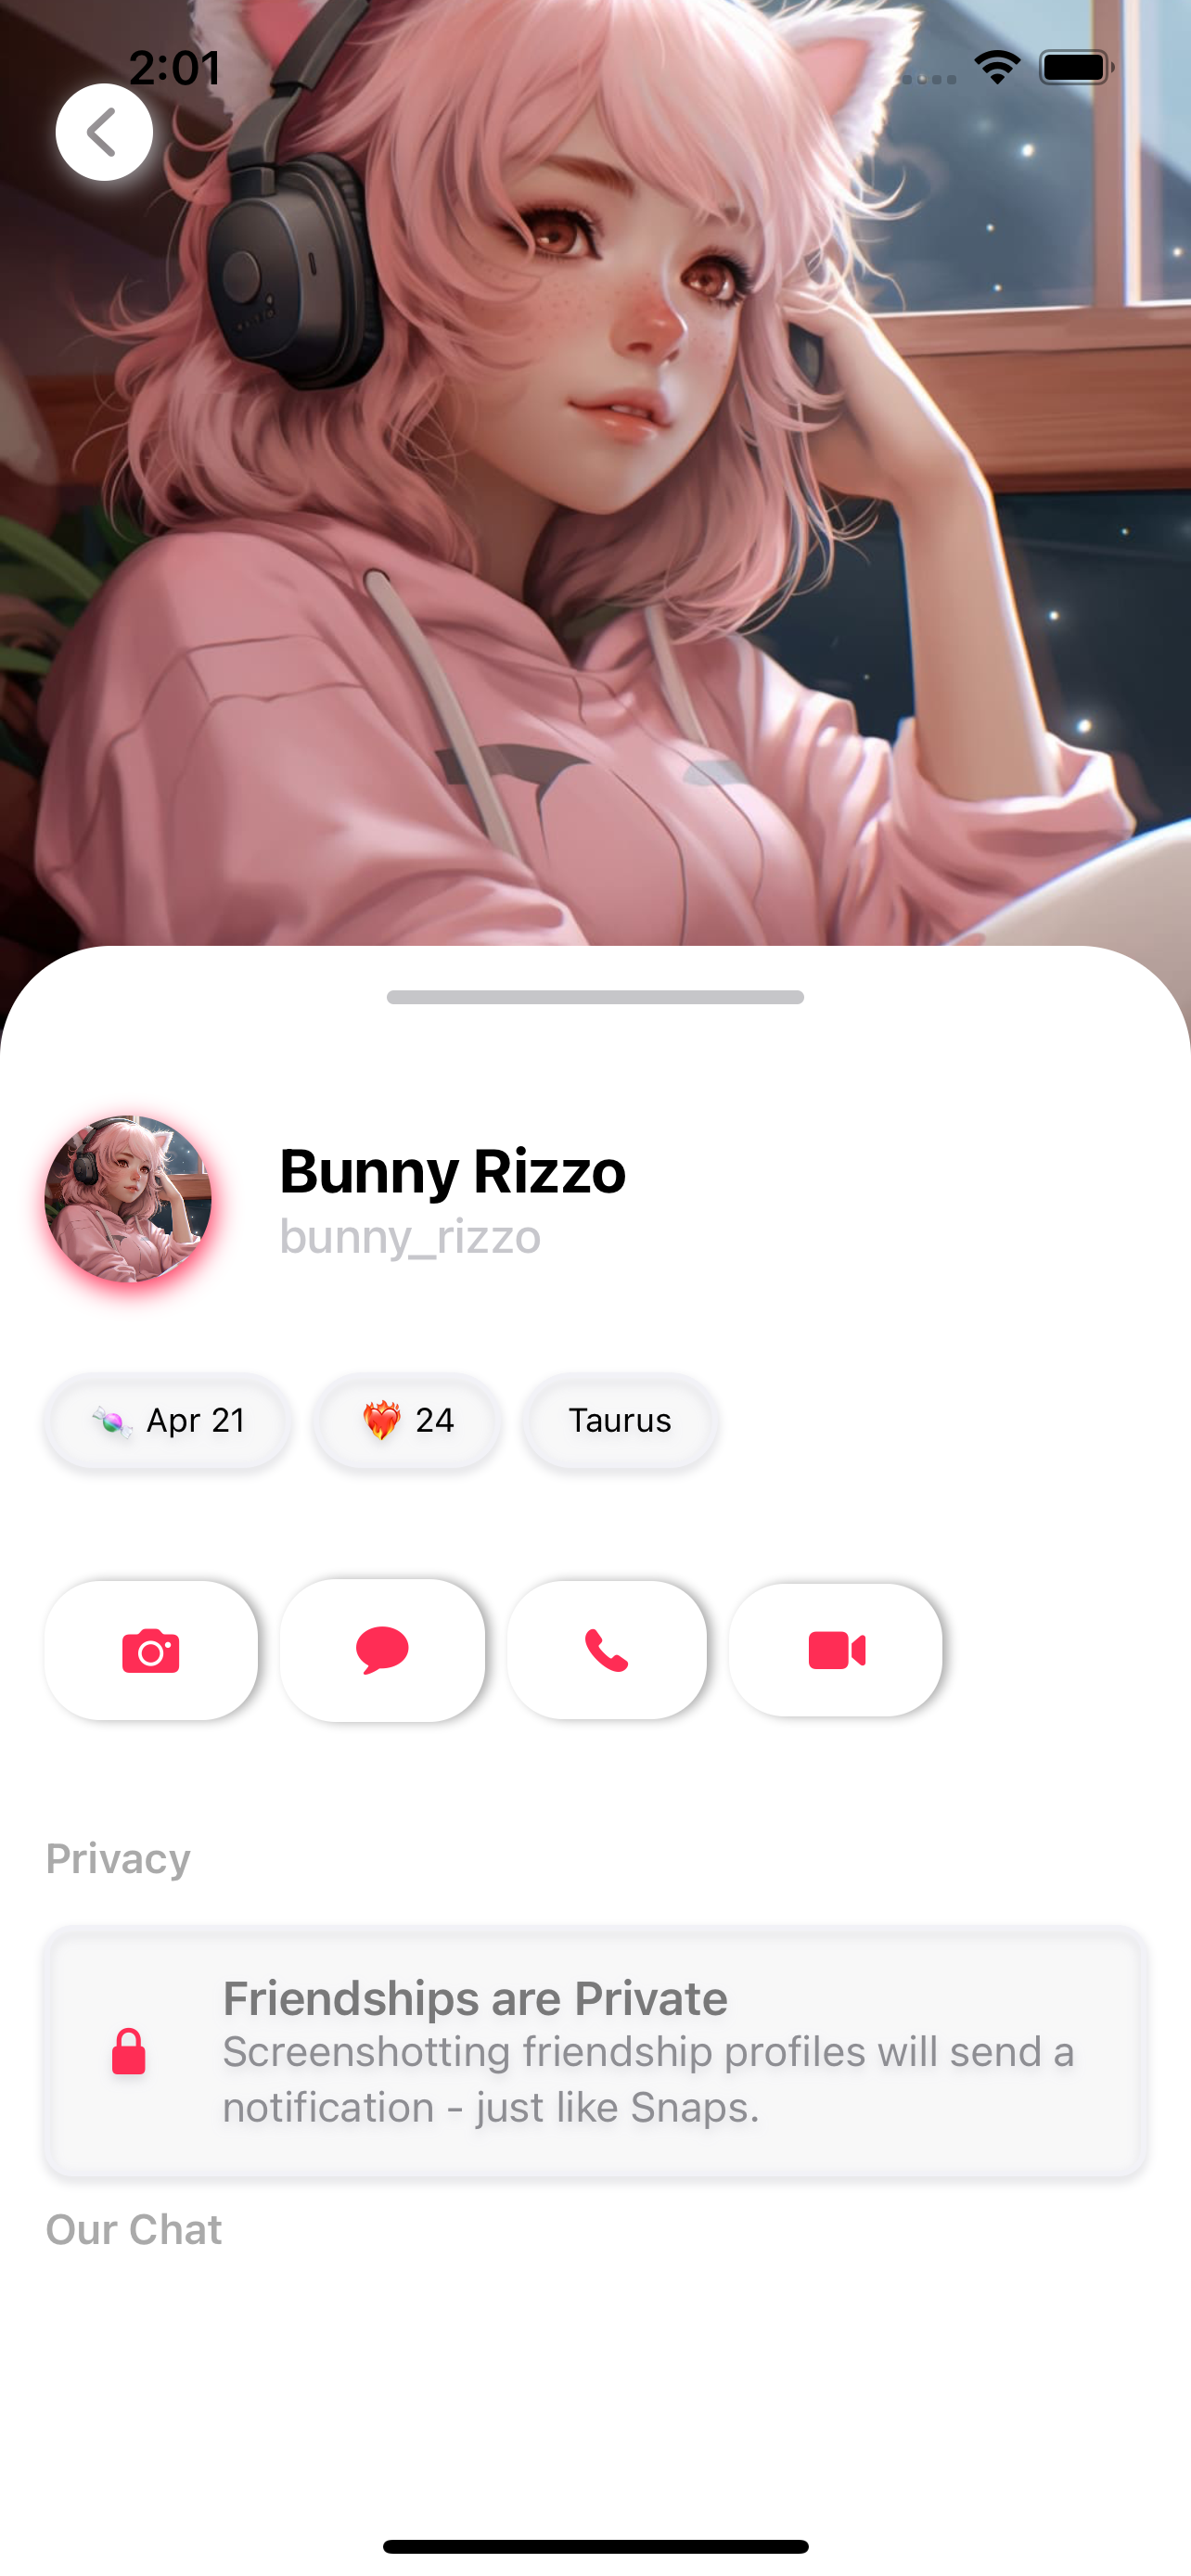 2:01
Bunny Rizzo
bunny_rizzo
🍬 Apr 21
❤️‍🔥 24
Taurus
Privacy
Friendships are Private
Screenshotting friendship profiles will send a
notification - just like Snaps.
Our Chat